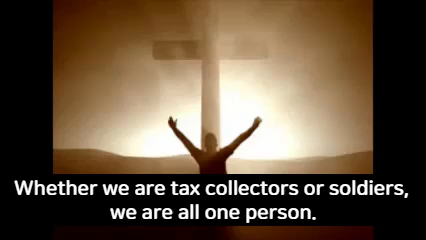 Whether we are tax collectors or soldiers,
we are all one person.